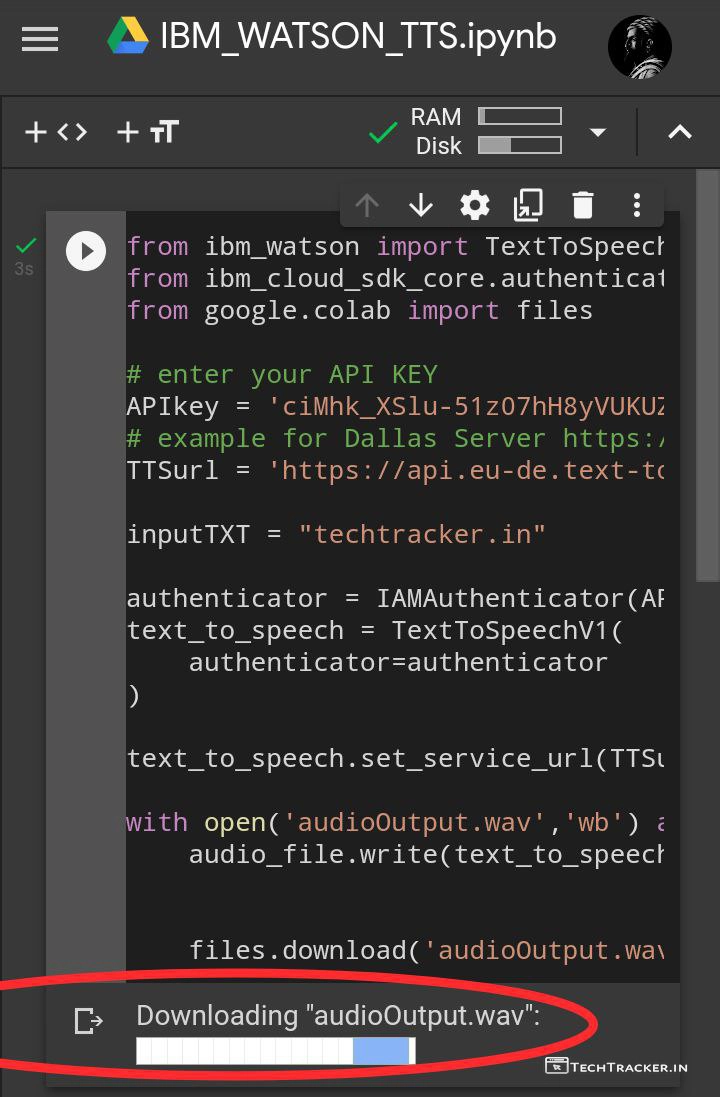 IBM_WATSON_TTS.ipynb
RAM
Disk
3s
from ibm_watson import TextToSpeech
from ibm_cloud_sdk_core.authenticat
from google.colab import files
# enter your API KEY
APIkey = 'ciMhk_XSlu-51zO7hH8yVUKUZ
# example for Dallas Server https:/
TTSurl = 'https://api.eu-de.text-to
inputTXT = "techtracker.in"
authenticator = IAMAuthenticator(AP
text_to_speech = TextToSpeechV1(
    authenticator=authenticator
)
text_to_speech.set_service_url(TTSu
with open('audioOutput.wav','wb') a
    audio_file.write(text_to_speech
    files.download('audioOutput.wav
Downloading "audioOutput.wav":
TECHTRACKER.IN